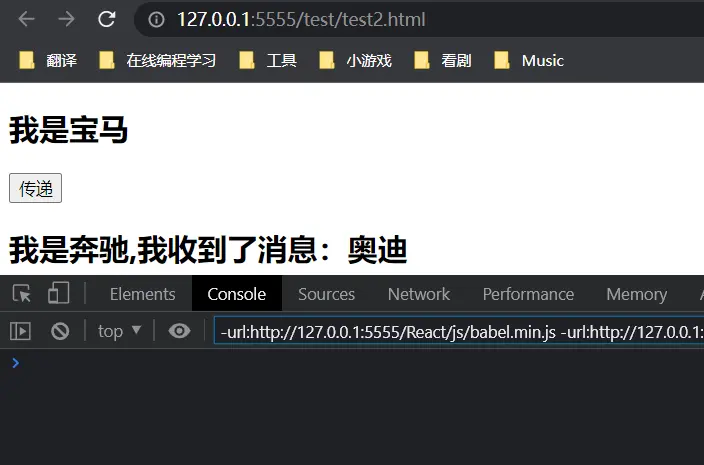 127.0.0.1:5555/test/test2.html
翻译 在线编程学习 工具 小游戏 看剧 Music
我是宝马
传递
我是奔驰,我收到了消息：奥迪
Elements Console Sources Network Performance Memory
top -url:http://127.0.0.1:5555/React/js/babel.min.js -url:http://127.0.0.1: